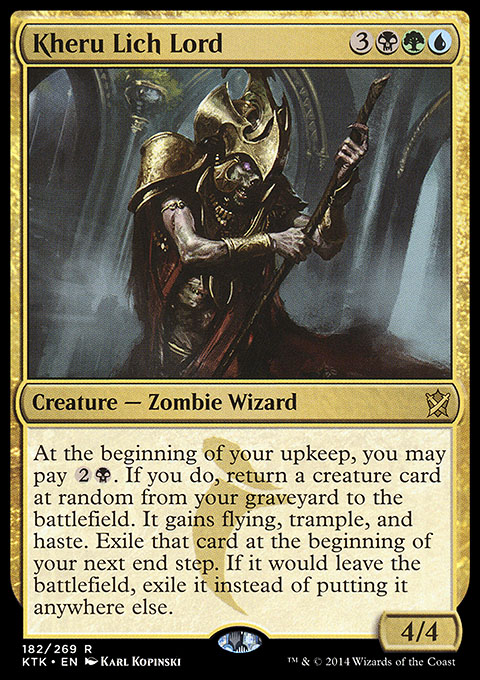 Kheru Lich Lord 3
Creature — Zombie Wizard
At the beginning of your upkeep, you may
pay 2. If you do, return a creature card
at random from your graveyard to the
battlefield. It gains flying, trample, and
haste. Exile that card at the beginning of
your next end step. If it would leave the
battlefield, exile it instead of putting it
anywhere else.
4/4
182/269 R
KTK • EN Karl Kopinski
™ & © 2014 Wizards of the Coast